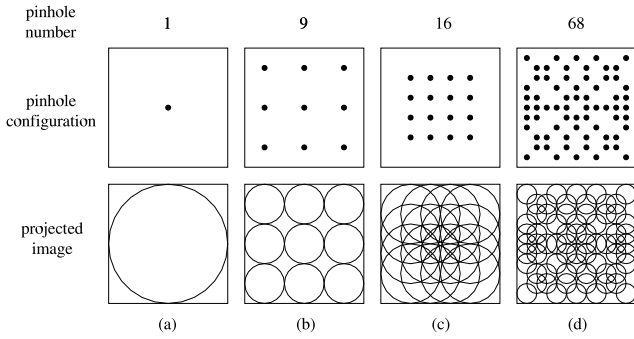 pinhole number 1 9 16 68
pinhole configuration
projected image
(a) (b) (c) (d)